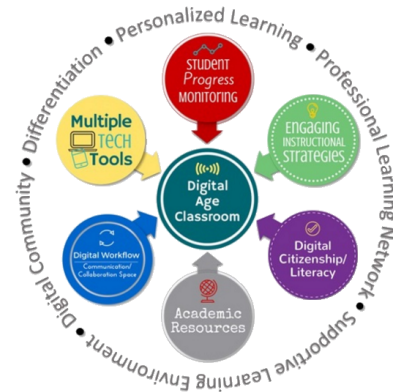 • Personalized Learning • Professional Learning Network • Supportive Learning Environment • Digital Community • Differentiation
STUDENT
Progress
MONITORING
Multiple
TECH
Tools
ENGAGING
INSTRUCTIONAL
STRATEGIES
Digital
Age
Classroom
Digital Workflow
Communication/
Collaboration Space
Digital
Citizenship/
Literacy
Academic
Resources